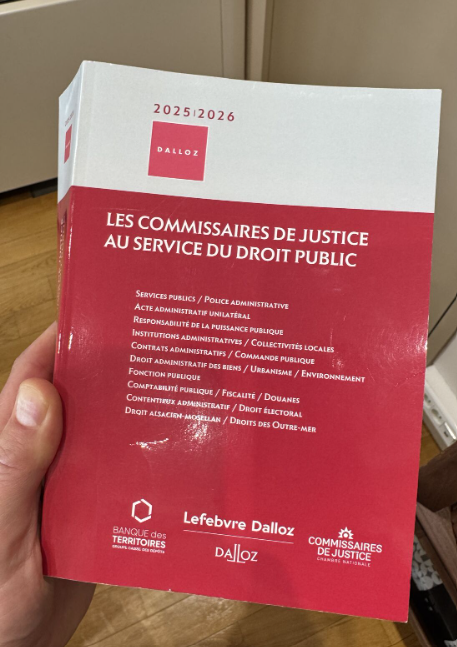 2025|2026
DALLOZ
LES COMMISSAIRES DE JUSTICE
AU SERVICE DU DROIT PUBLIC
SERVICES PUBLICS / POLICE ADMINISTRATIVE
ACTE ADMINISTRATIF UNILATÉRAL
RESPONSABILITÉ DE LA PUISSANCE PUBLIQUE
INSTITUTIONS ADMINISTRATIVES / COLLECTIVITÉS LOCALES
CONTRATS ADMINISTRATIFS / COMMANDE PUBLIQUE
DROIT ADMINISTRATIF DES BIENS / URBANISME / ENVIRONNEMENT
FONCTION PUBLIQUE
COMPTABILITÉ PUBLIQUE / FISCALITÉ / DOUANES
CONTENTIEUX ADMINISTRATIF / DROIT ÉLECTORAL
DROIT ALSACIEN-MOSELLAN / DROITS DES OUTRE-MER
BANQUE des
TERRITOIRES
Lefebvre Dalloz
DALLOZ
COMMISSAIRES
DE JUSTICE
CHAMBRE NATIONALE